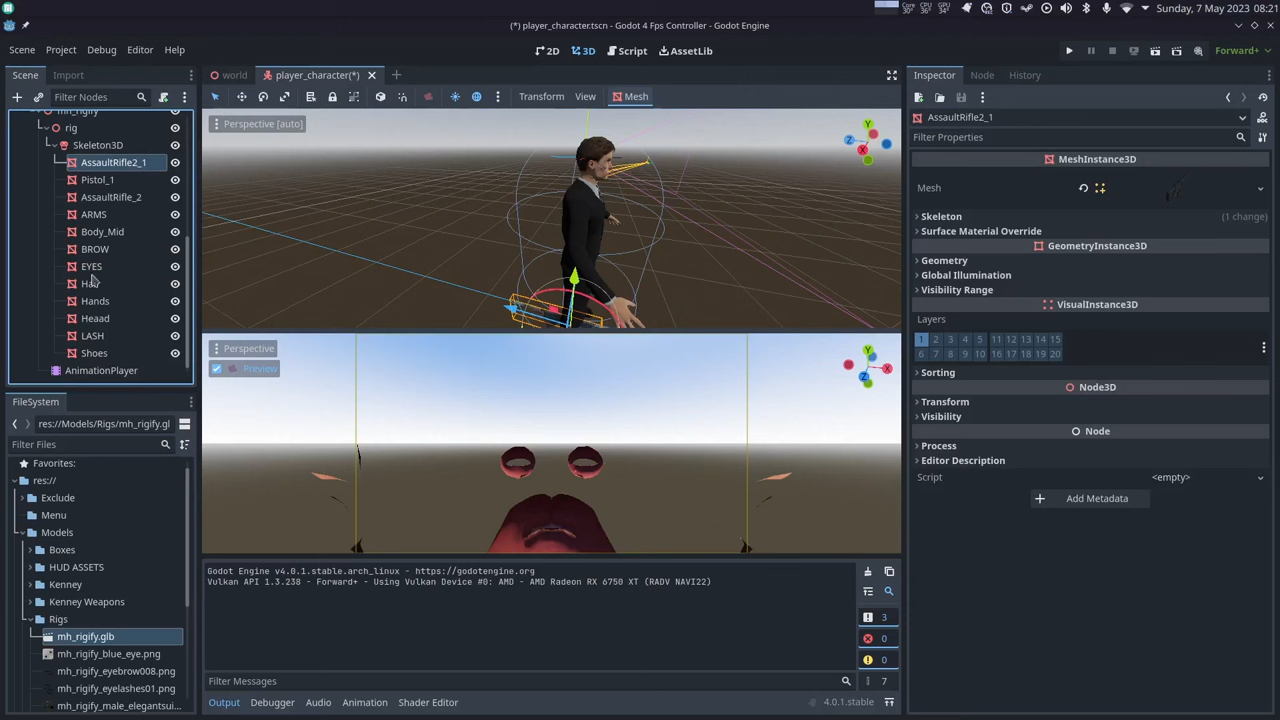 Core 30°
CPU 37°
GPU 34°
Sunday, 7 May 2023 08:21
(*) player_character.tscn - Godot 4 Fps Controller - Godot Engine
Scene Project Debug Editor Help
2D 3D Script AssetLib
Forward+
Scene Import
world player_character(*)
Inspector Node History
Filter Nodes
Transform View Mesh
mh_rigify
rig
Skeleton3D
AssaultRifle2_1
Pistol_1
AssaultRifle_2
ARMS
Body_Mid
BROW
EYES
Hands
Heaad
LASH
Shoes
AnimationPlayer
Perspective [auto]
Y
Z
X
Perspective
Preview
Y
X
Z
FileSystem
res://Models/Rigs/mh_rigify.gl
Filter Files
Favorites:
res://
Exclude
Menu
Models
Boxes
HUD ASSETS
Kenney
Kenney Weapons
Rigs
mh_rigify.glb
mh_rigify_blue_eye.png
mh_rigify_eyebrow008.png
mh_rigify_eyelashes01.png
mh_rigify_male_elegantsui...
Godot Engine v4.0.1.stable.arch_linux - https://godotengine.org
Vulkan API 1.3.238 - Forward+ - Using Vulkan Device #0: AMD - AMD Radeon RX 6750 XT (RADV NAVI22)
3
0
0
7
Filter Messages
Output Debugger Audio Animation Shader Editor
4.0.1.stable
AssaultRifle2_1
Filter Properties
MeshInstance3D
Mesh
Skeleton (1 change)
Surface Material Override
GeometryInstance3D
Geometry
Global Illumination
Visibility Range
VisualInstance3D
Layers
1 2 3 4 5 11 12 13 14 15
6 7 8 9 10 16 17 18 19 20
Sorting
Node3D
Transform
Visibility
Node
Process
Editor Description
Script <empty>
Add Metadata